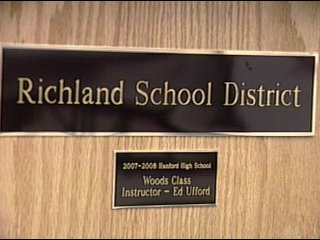 Richland School District
2007-2008 Hanford High School
Woods Class
Instructor - Ed Ufford